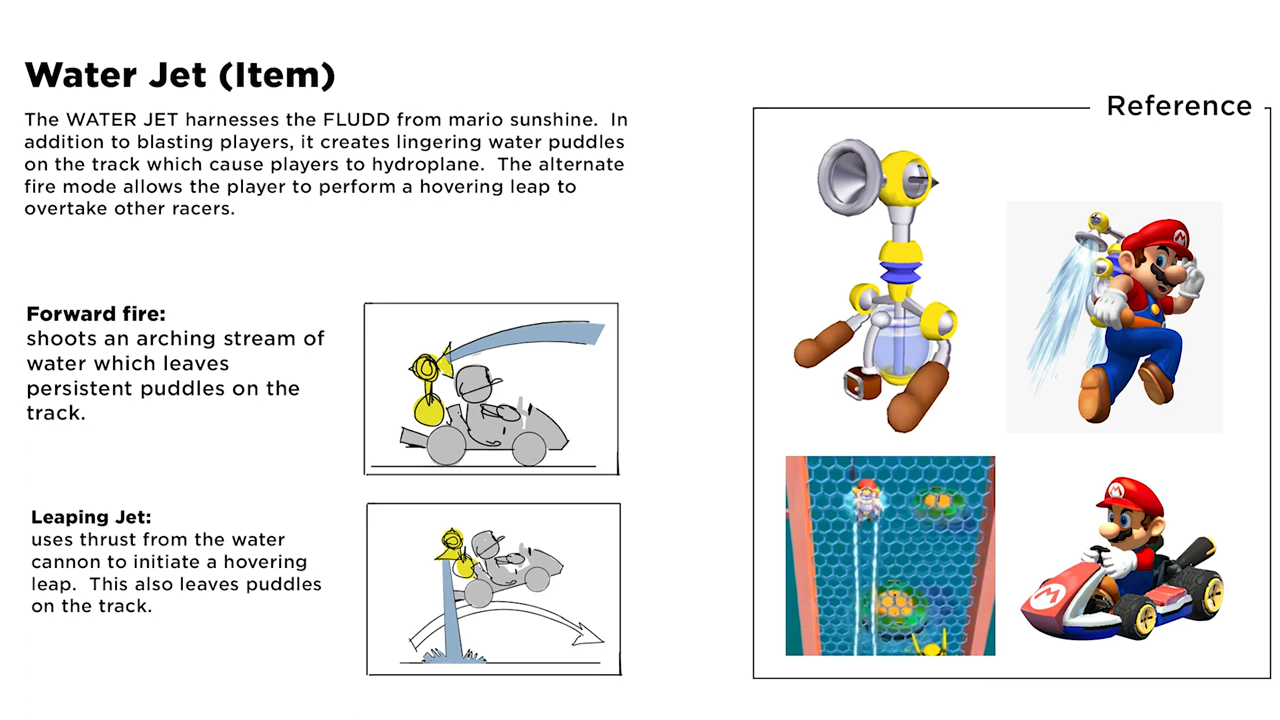 Water Jet (Item)
The WATER JET harnesses the FLUDD from mario sunshine. In
addition to blasting players, it creates lingering water puddles
on the track which cause players to hydroplane. The alternate
fire mode allows the player to perform a hovering leap to
overtake other racers.
Reference
Forward fire:
shoots an arching stream of
water which leaves
persistent puddles on the
track.
Leaping Jet:
uses thrust from the water
cannon to initiate a hovering
leap. This also leaves puddles
on the track.
M
M
M